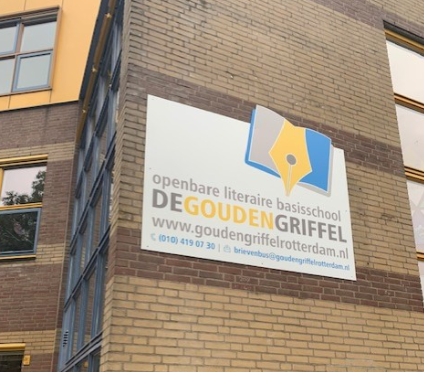 openbare literaire basisschool
DEGOUDENGRIFFEL
www.goudengriffelrotterdam.nl
(010) 419 07 30 | brievenbus@goudengriffelrotterdam.nl